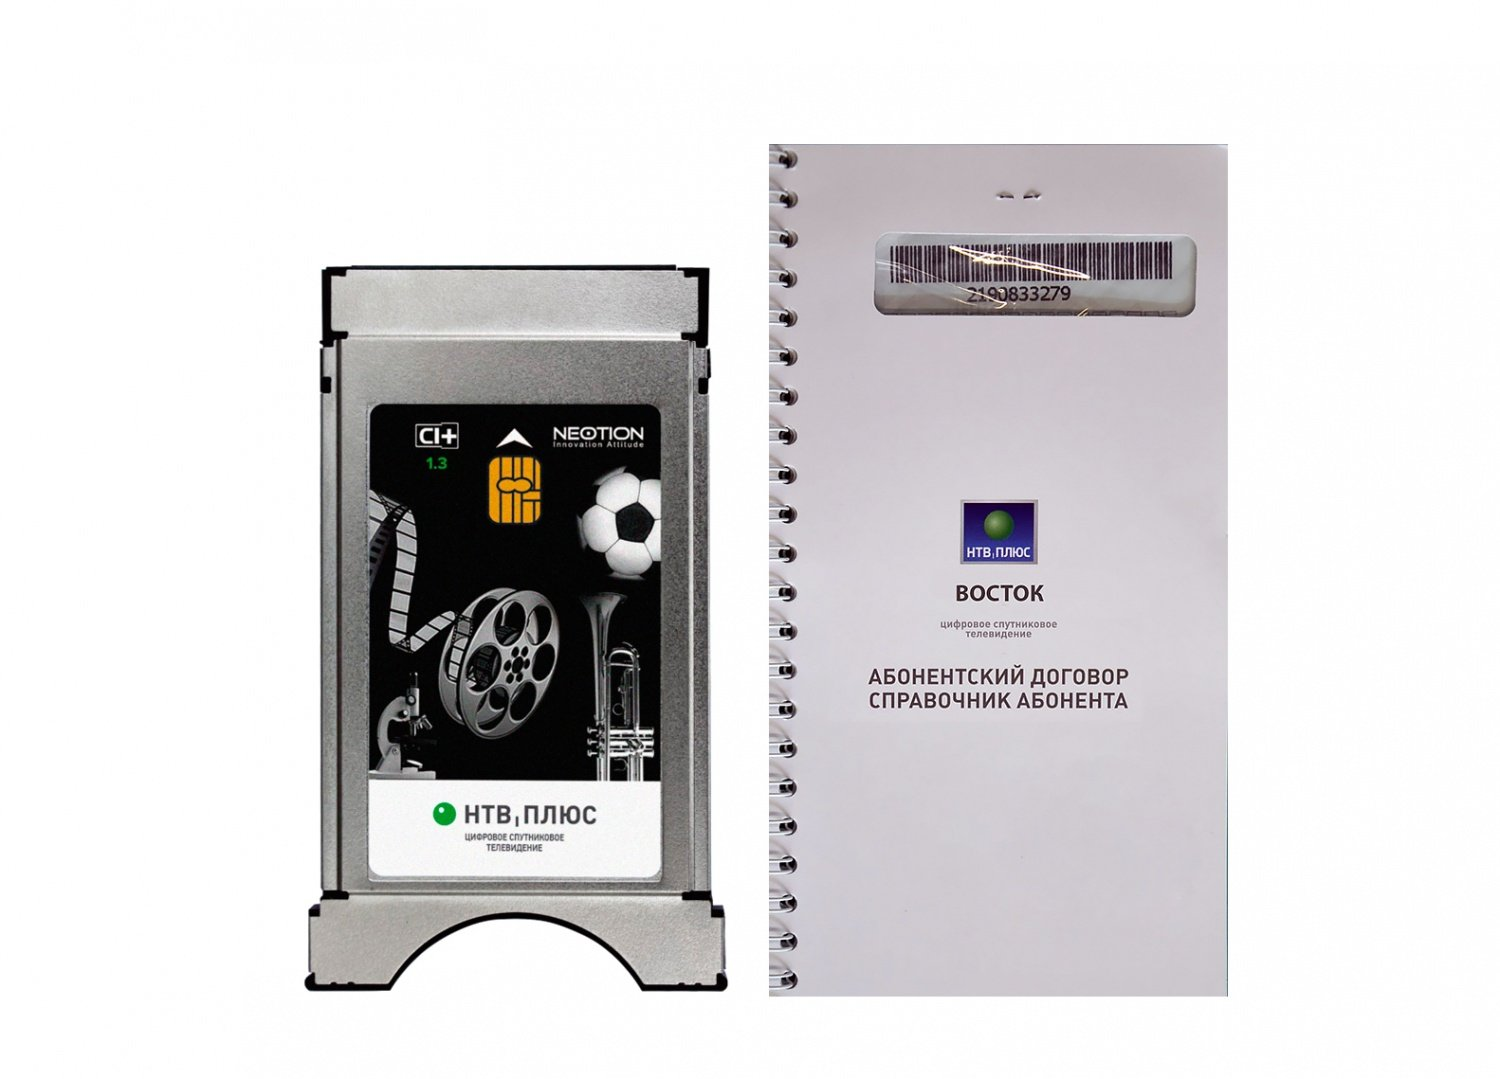 CI+
1.3
NEOTION
Innovation Attitude
НТВ ПЛЮС
ЦИФРОВОЕ СПУТНИКОВОЕ
ТЕЛЕВИДЕНИЕ
2190833279
НТВ ПЛЮС
ВОСТОК
цифровое спутниковое
телевидение
АБОНЕНТСКИЙ ДОГОВОР
СПРАВОЧНИК АБОНЕНТА